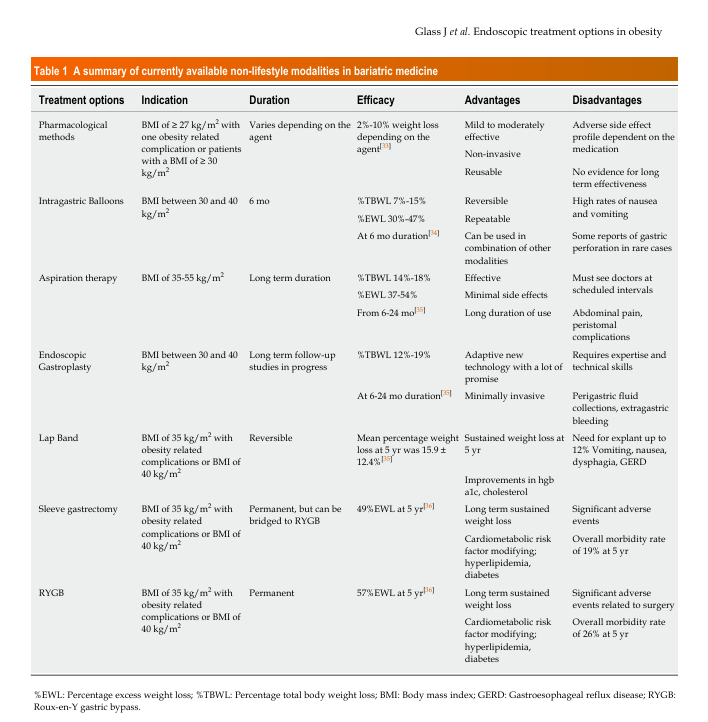 Glass J et al. Endoscopic treatment options in obesity
Table 1 A summary of currently available non-lifestyle modalities in bariatric medicine
Treatment options
Indication
Duration
Efficacy
Advantages
Disadvantages
Pharmacological
methods
BMI of ≥ 27 kg/m² with
one obesity related
complication or patients
with a BMI of ≥ 30
kg/m²
Varies depending on the
agent
2%-10% weight loss
depending on the
agent[33]
Mild to moderately
effective
Non-invasive
Reusable
Adverse side effect
profile dependent on the
medication
No evidence for long
term effectiveness
Intragastric Balloons
BMI between 30 and 40
kg/m²
6 mo
%TBWL 7%-15%
%EWL 30%-47%
At 6 mo duration[34]
Reversible
Repeatable
Can be used in
combination of other
modalities
High rates of nausea
and vomiting
Some reports of gastric
perforation in rare cases
Aspiration therapy
BMI of 35-55 kg/m²
Long term duration
%TBWL 14%-18%
%EWL 37-54%
From 6-24 mo[35]
Effective
Minimal side effects
Long duration of use
Must see doctors at
scheduled intervals
Abdominal pain,
peristomal
complications
Endoscopic
Gastroplasty
BMI between 30 and 40
kg/m²
Long term follow-up
studies in progress
%TBWL 12%-19%
At 6-24 mo duration[35]
Adaptive new
technology with a lot of
promise
Minimally invasive
Requires expertise and
technical skills
Perigastric fluid
collections, extragastric
bleeding
Lap Band
BMI of 35 kg/m² with
obesity related
complications or BMI of
40 kg/m²
Reversible
Mean percentage weight
loss at 5 yr was 15.9 ±
12.4%[35]
Sustained weight loss at
5 yr
Improvements in hgb
a1c, cholesterol
Need for explant up to
12% Vomiting, nausea,
dysphagia, GERD
Sleeve gastrectomy
BMI of 35 kg/m² with
obesity related
complications or BMI of
40 kg/m²
Permanent, but can be
bridged to RYGB
49%EWL at 5 yr[36]
Long term sustained
weight loss
Cardiometabolic risk
factor modifying;
hyperlipidemia,
diabetes
Significant adverse
events
Overall morbidity rate
of 19% at 5 yr
RYGB
BMI of 35 kg/m² with
obesity related
complications or BMI of
40 kg/m²
Permanent
57%EWL at 5 yr[36]
Long term sustained
weight loss
Cardiometabolic risk
factor modifying;
hyperlipidemia,
diabetes
Significant adverse
events related to surgery
Overall morbidity rate
of 26% at 5 yr
%EWL: Percentage excess weight loss; %TBWL: Percentage total body weight loss; BMI: Body mass index; GERD: Gastroesophageal reflux disease; RYGB:
Roux-en-Y gastric bypass.